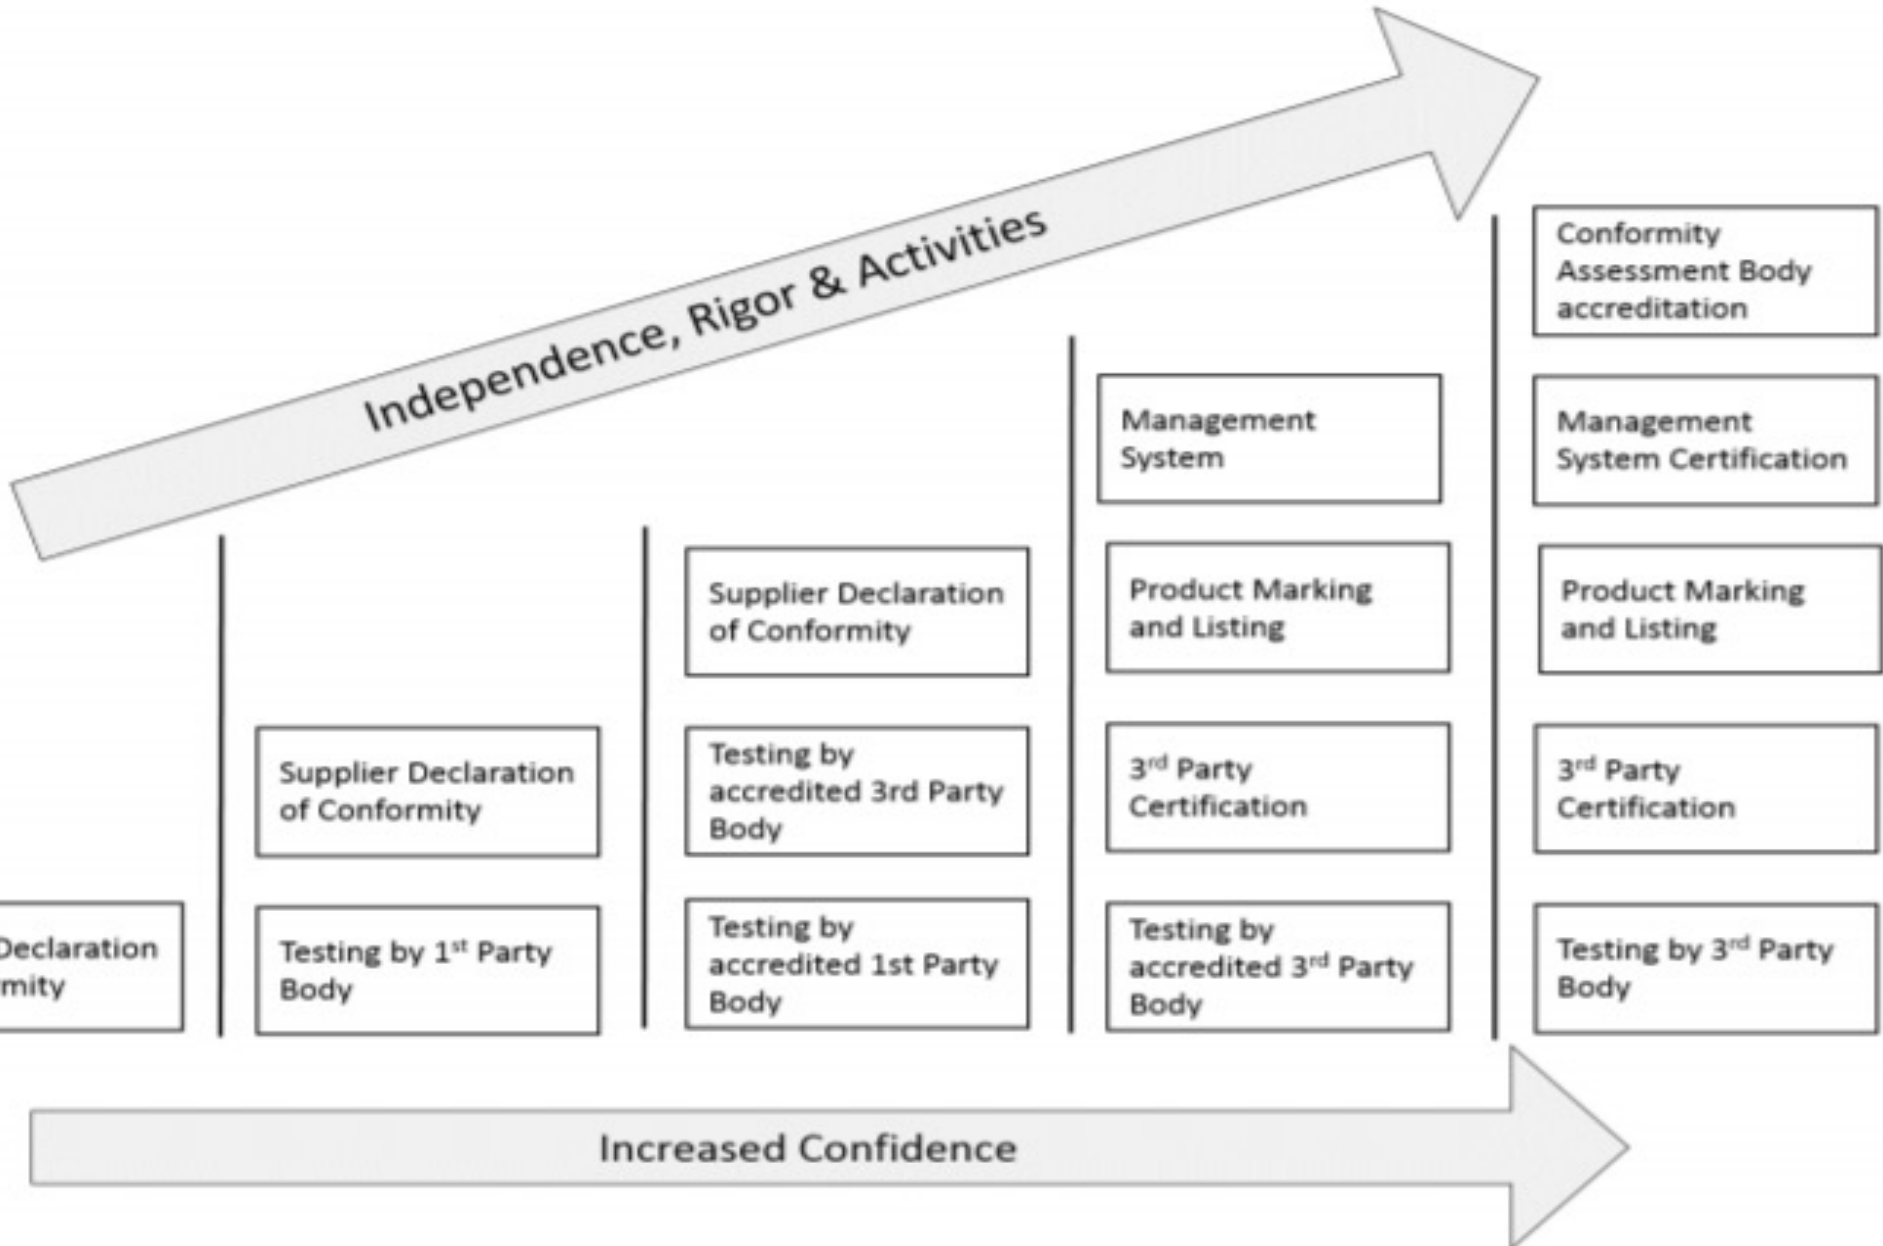 Independence, Rigor & Activities
Declaration
mity
Supplier Declaration
of Conformity
Testing by 1st Party
Body
Supplier Declaration
of Conformity
Testing by
accredited 3rd Party
Body
Testing by
accredited 1st Party
Body
Management
System
Product Marking
and Listing
3rd Party
Certification
Testing by
accredited 3rd Party
Body
Conformity
Assessment Body
accreditation
Management
System Certification
Product Marking
and Listing
3rd Party
Certification
Testing by 3rd Party
Body
Increased Confidence